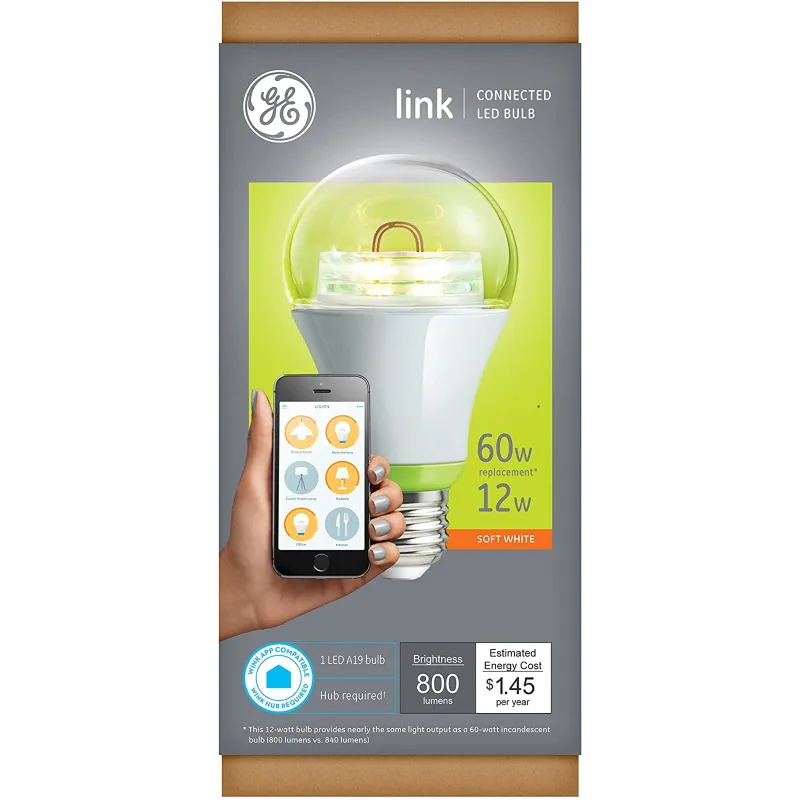 GE
link
CONNECTED
LED BULB
LIGHTS
60w
replacement*
12w
SOFT WHITE
WINK APP COMPATIBLE
WINK HUB REQUIRED
1 LED A19 bulb
Hub required†
Brightness
800
lumens
Estimated
Energy Cost
$1.45
per year
* This 12-watt bulb provides nearly the same light output as a 60-watt incandescent
bulb (800 lumens vs. 840 lumens)